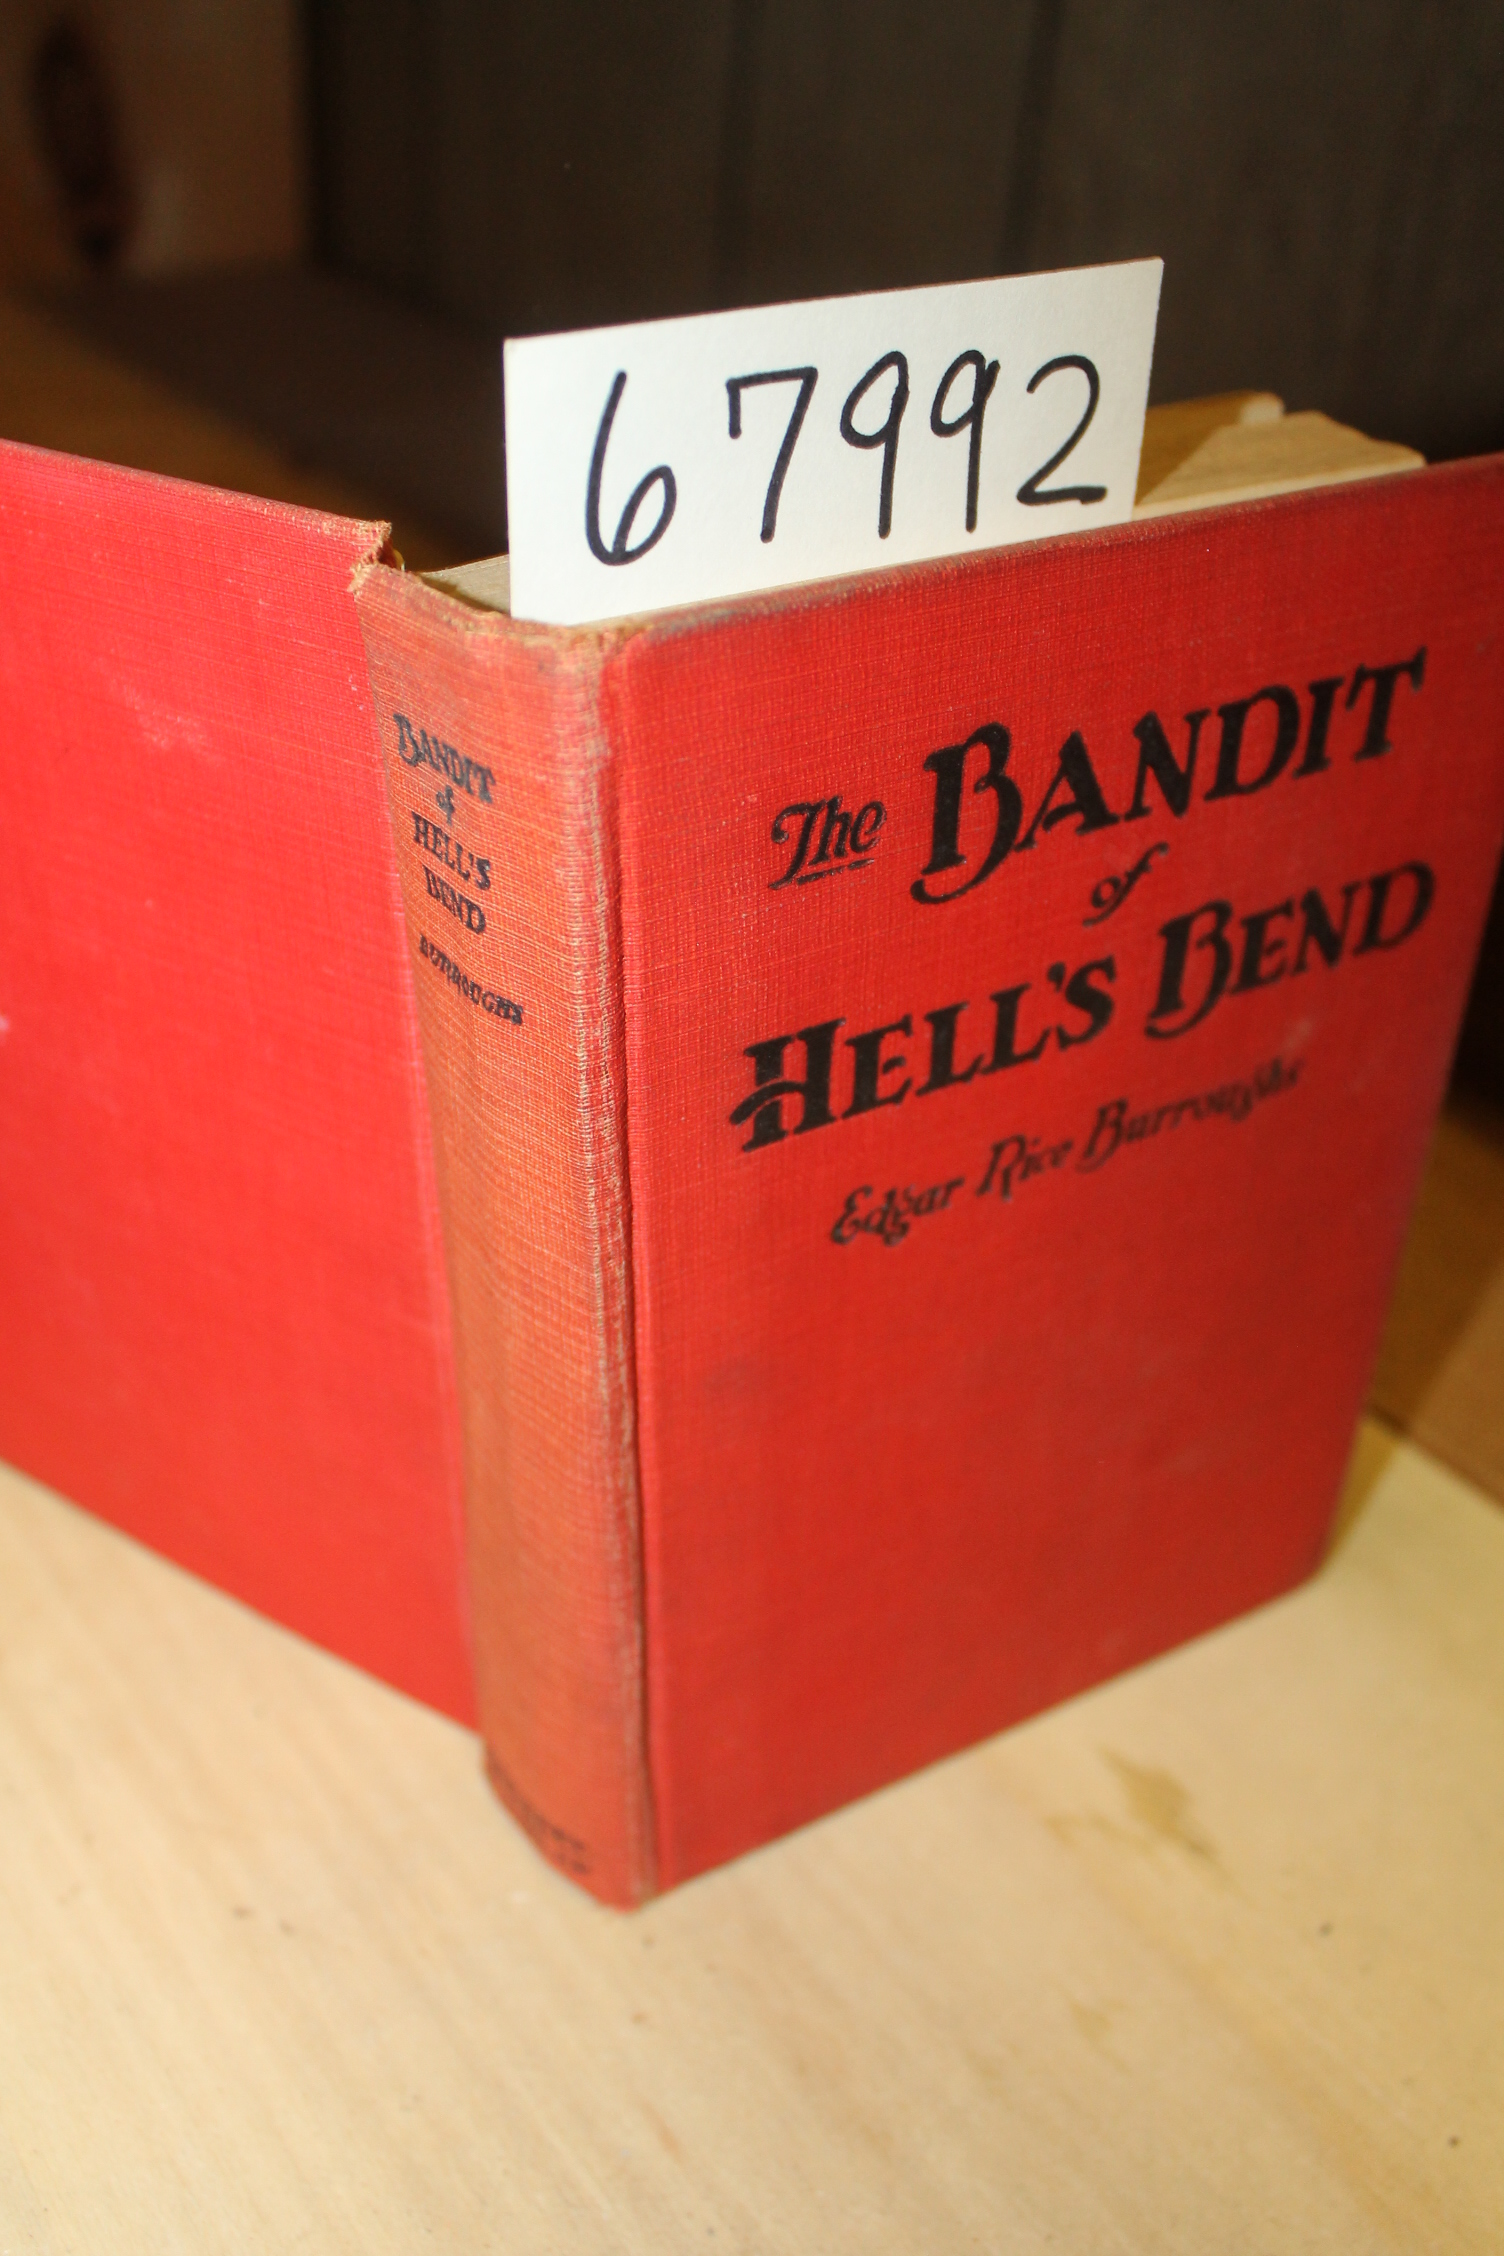 67992
The BANDIT
of
HELL'S BEND
Edgar Rice Burroughs
BANDIT
of
HELL'S
BEND
BURROUGHS